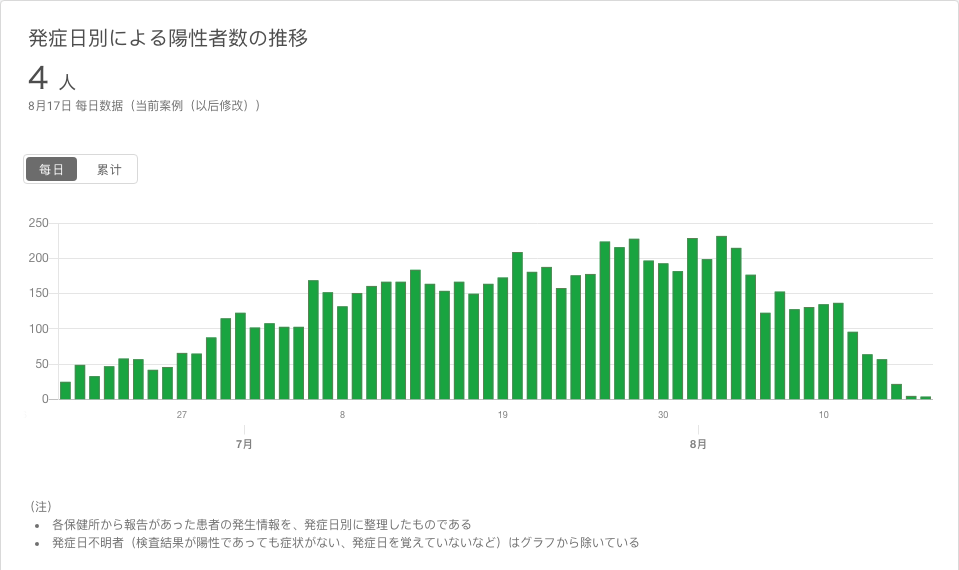 発症日別による陽性者数の推移
4 人
8月17日 每日数据（当前案例（以后修改））
每日 累计
250
200
150
100
50
0
27 8 19 30 10
7月 8月
（注）
• 各保健所から報告があった患者の発生情報を、発症日別に整理したものである
• 発症日不明者（検査結果が陽性であっても症状がない、発症日を覚えていないなど）はグラフから除いている